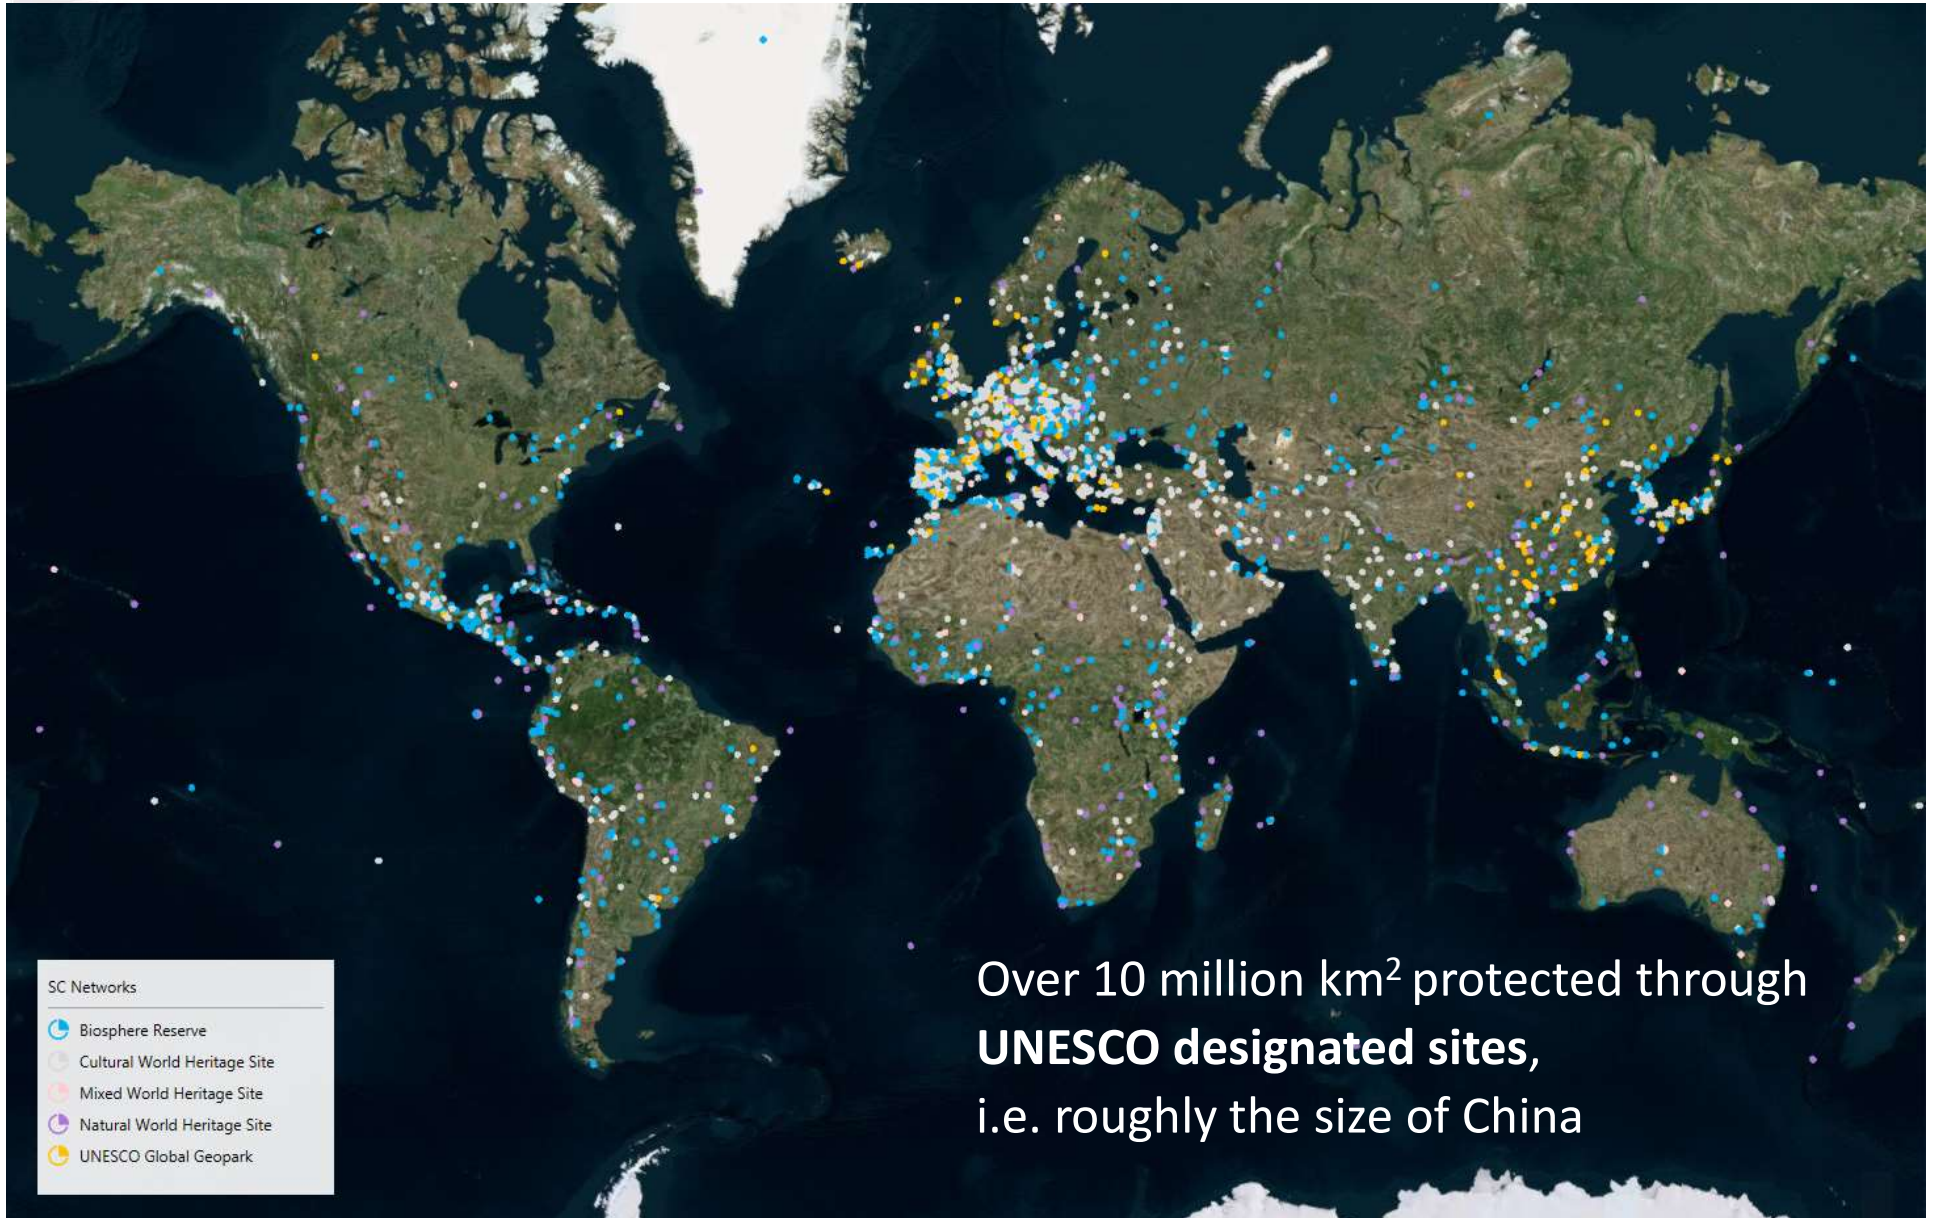 SC Networks
Biosphere Reserve
Cultural World Heritage Site
Mixed World Heritage Site
Natural World Heritage Site
UNESCO Global Geopark
Over 10 million km² protected through
UNESCO designated sites,
i.e. roughly the size of China